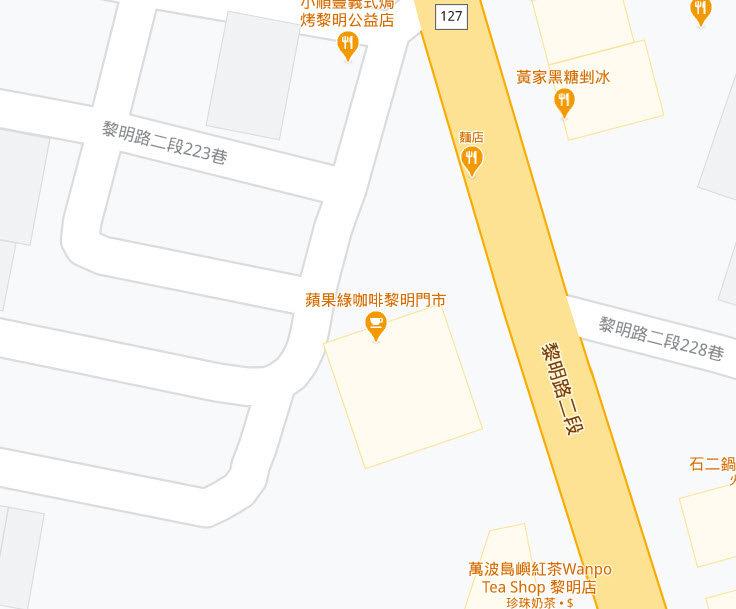 小順豐義式焗
烤黎明公益店
127
黃家黑糖剉冰
麵店
黎明路二段223巷
蘋果綠咖啡黎明門市
黎明路二段228巷
黎明路二段
石二鍋
萬波島嶼紅茶Wanpo
Tea Shop 黎明店
珍珠奶茶 • $